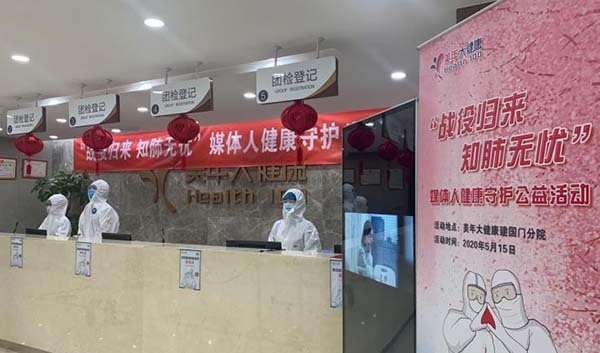 团检登记
GROUP REGISTRATION
团检登记
GROUP REGISTRATION
4
团检登记
GROUP REGISTRATION
5
团检登记
GROUP REGISTRATION
“战役归来 知肺无忧” 媒体人健康守护
美年大健康
Health 100
美年大健康
Health 100
“战役归来
知肺无忧”
媒体人健康守护公益活动
活动地点：美年大健康建国门分院
活动时间：2020年5月15日